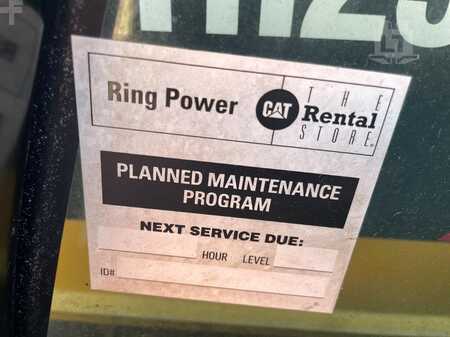 Ring Power
CAT
THE
Rental
STORE®
PLANNED MAINTENANCE
PROGRAM
NEXT SERVICE DUE:
HOUR LEVEL
ID#